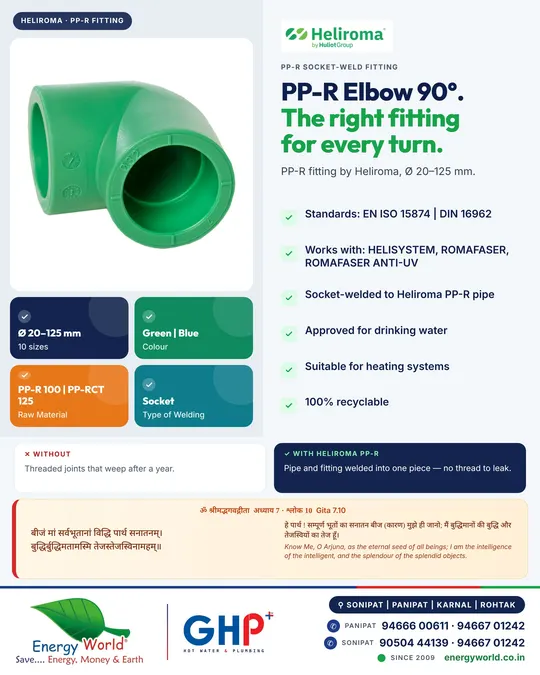 HELIROMA · PP-R FITTING
Heliroma®
by HuliotGroup
PP-R SOCKET-WELD FITTING
PP-R Elbow 90°.
The right fitting
for every turn.
PP-R fitting by Heliroma, Ø 20–125 mm.
Standards: EN ISO 15874 | DIN 16962
Works with: HELISYSTEM, ROMAFASER,
ROMAFASER ANTI-UV
Socket-welded to Heliroma PP-R pipe
Approved for drinking water
Suitable for heating systems
100% recyclable
Ø 20–125 mm
10 sizes
Green | Blue
Colour
PP-R 100 | PP-RCT
125
Raw Material
Socket
Type of Welding
✕ WITHOUT
Threaded joints that weep after a year.
✓ WITH HELIROMA PP-R
Pipe and fitting welded into one piece — no thread to leak.
ॐ श्रीमद्भगवद्गीता अध्याय 7 · श्लोक 10 Gita 7.10
बीजं मां सर्वभूतानां विद्धि पार्थ सनातनम्।
बुद्धिर्बुद्धिमतामस्मि तेजस्तेजस्विनामहम्॥
हे पार्थ ! सम्पूर्ण भूतों का सनातन बीज (कारण) मुझे ही जानो; मैं बुद्धिमानों की बुद्धि और
तेजस्वियों का तेज हूँ।
Know Me, O Arjuna, as the eternal seed of all beings; I am the intelligence
of the intelligent, and the splendour of the splendid objects.
Energy World®
Save.... Energy, Money & Earth
GHP+
HOT WATER & PLUMBING
SONIPAT | PANIPAT | KARNAL | ROHTAK
PANIPAT 94666 00611 · 94667 01242
SONIPAT 90504 44139 · 94667 01242
SINCE 2009 energyworld.co.in